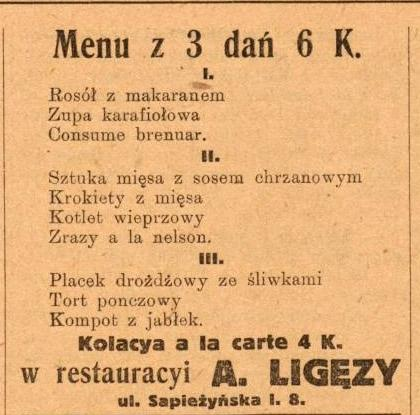 Menu z 3 dań 6 K.
I.
Rosół z makaranem
Zupa karafiołowa
Consume brenuar.
II.
Sztuka mięsa z sosem chrzanowym
Krokiety z mięsa
Kotlet wieprzowy
Zrazy a la nelson.
III.
Placek drożdżowy ze śliwkami
Tort ponczowy
Kompot z jabłek.
Kolacya a la carte 4 K.
w restauracyi A. LIGĘZY
ul. Sapieżyńska l. 8.